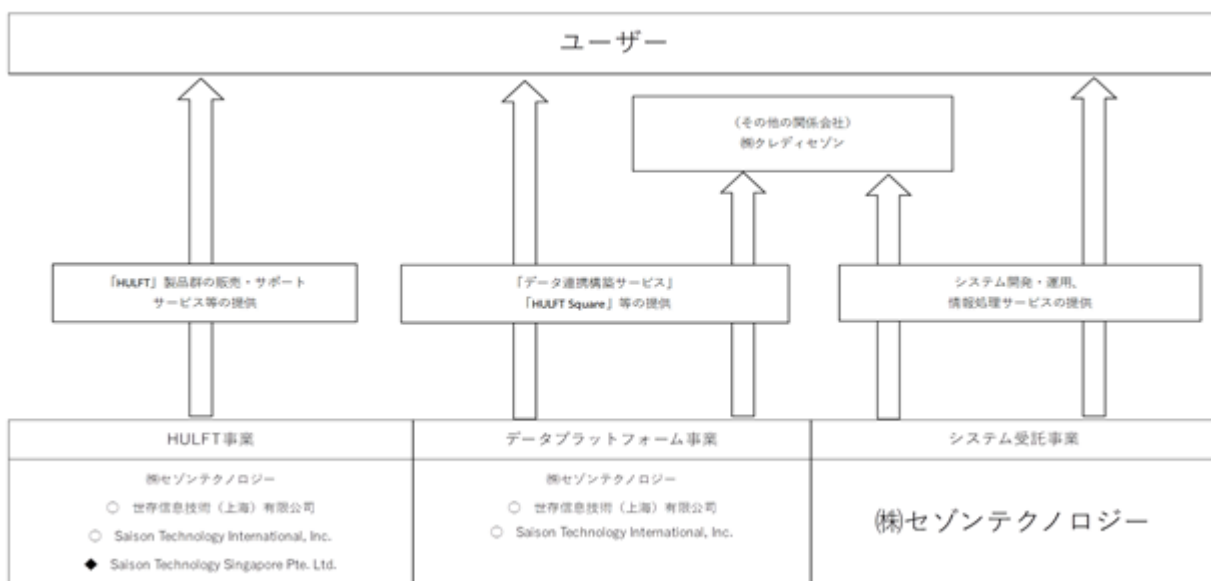 ユーザー
(その他の関係会社)
㈱クレディセゾン
「HULFT」製品群の販売・サポート
サービス等の提供
「データ連携構築サービス」
「HULFT Square」等の提供
システム開発・運用、
情報処理サービスの提供
HULFT事業
データプラットフォーム事業
システム受託事業
㈱セゾンテクノロジー
○ 世存信息技術(上海)有限公司
○ Saison Technology International, Inc.
◆ Saison Technology Singapore Pte. Ltd.
㈱セゾンテクノロジー
○ 世存信息技術(上海)有限公司
○ Saison Technology International, Inc.
㈱セゾンテクノロジー